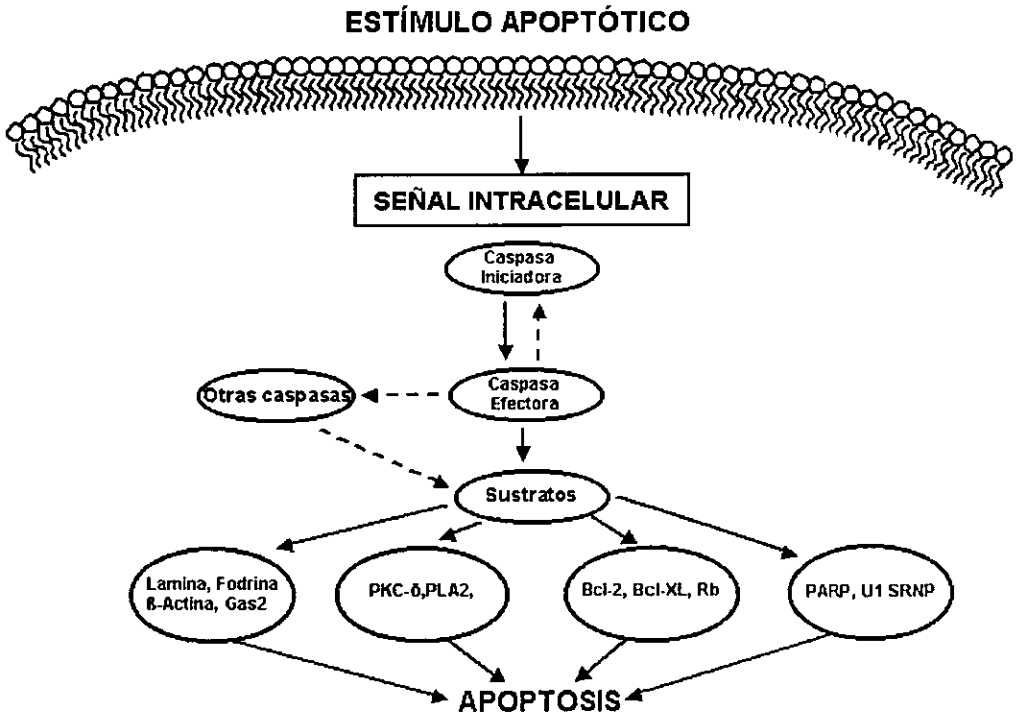 ESTÍMULO APOPTÓTICO
SEÑAL INTRACELULAR
Caspasa
Iniciadora
Otras caspasas
Caspasa
Efectora
Sustratos
Lamina, Fodrina
ß-Actina, Gas2
PKC-δ,PLA2,
Bcl-2, Bcl-XL, Rb
PARP, U1 SRNP
APOPTOSIS